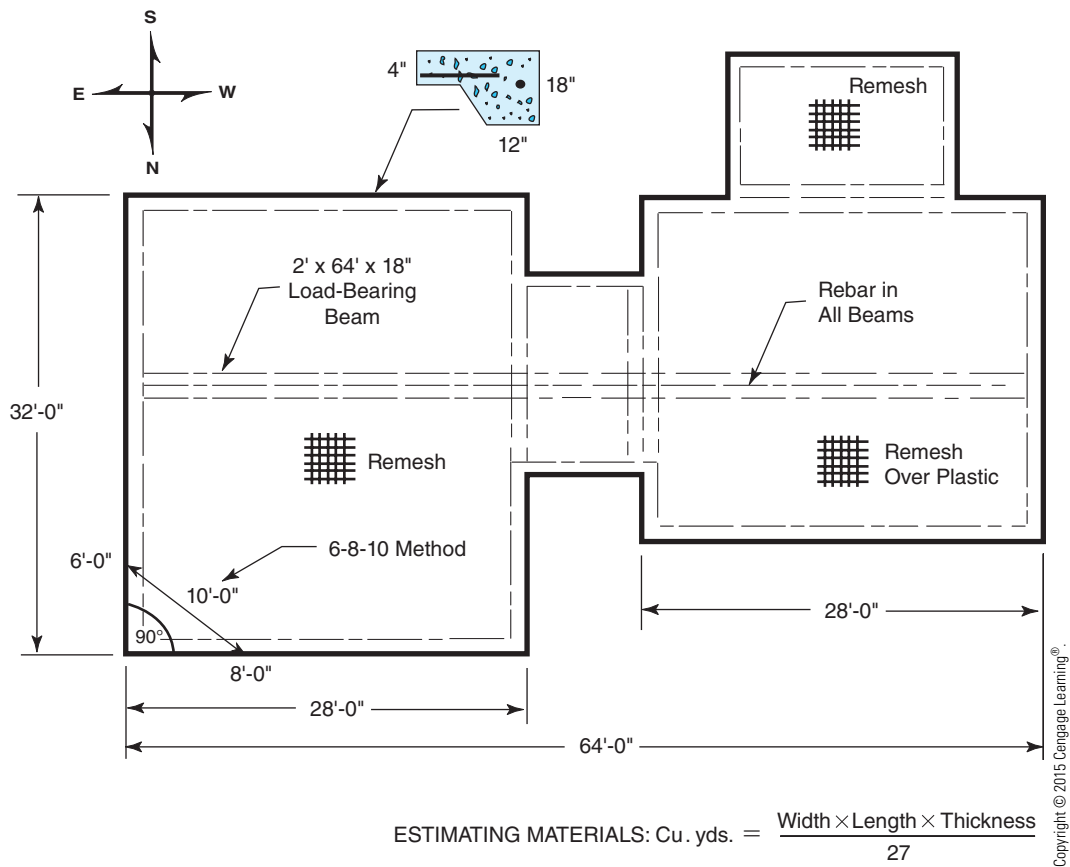 S
E
W
N
4"
18"
12"
Remesh
2' x 64' x 18"
Load-Bearing
Beam
Rebar in
All Beams
32'-0"
Remesh
Remesh
Over Plastic
6-8-10 Method
6'-0"
10'-0"
90°
8'-0"
28'-0"
28'-0"
64'-0"
ESTIMATING MATERIALS: Cu. yds. = Width × Length × Thickness
27
Copyright © 2015 Cengage Learning®.